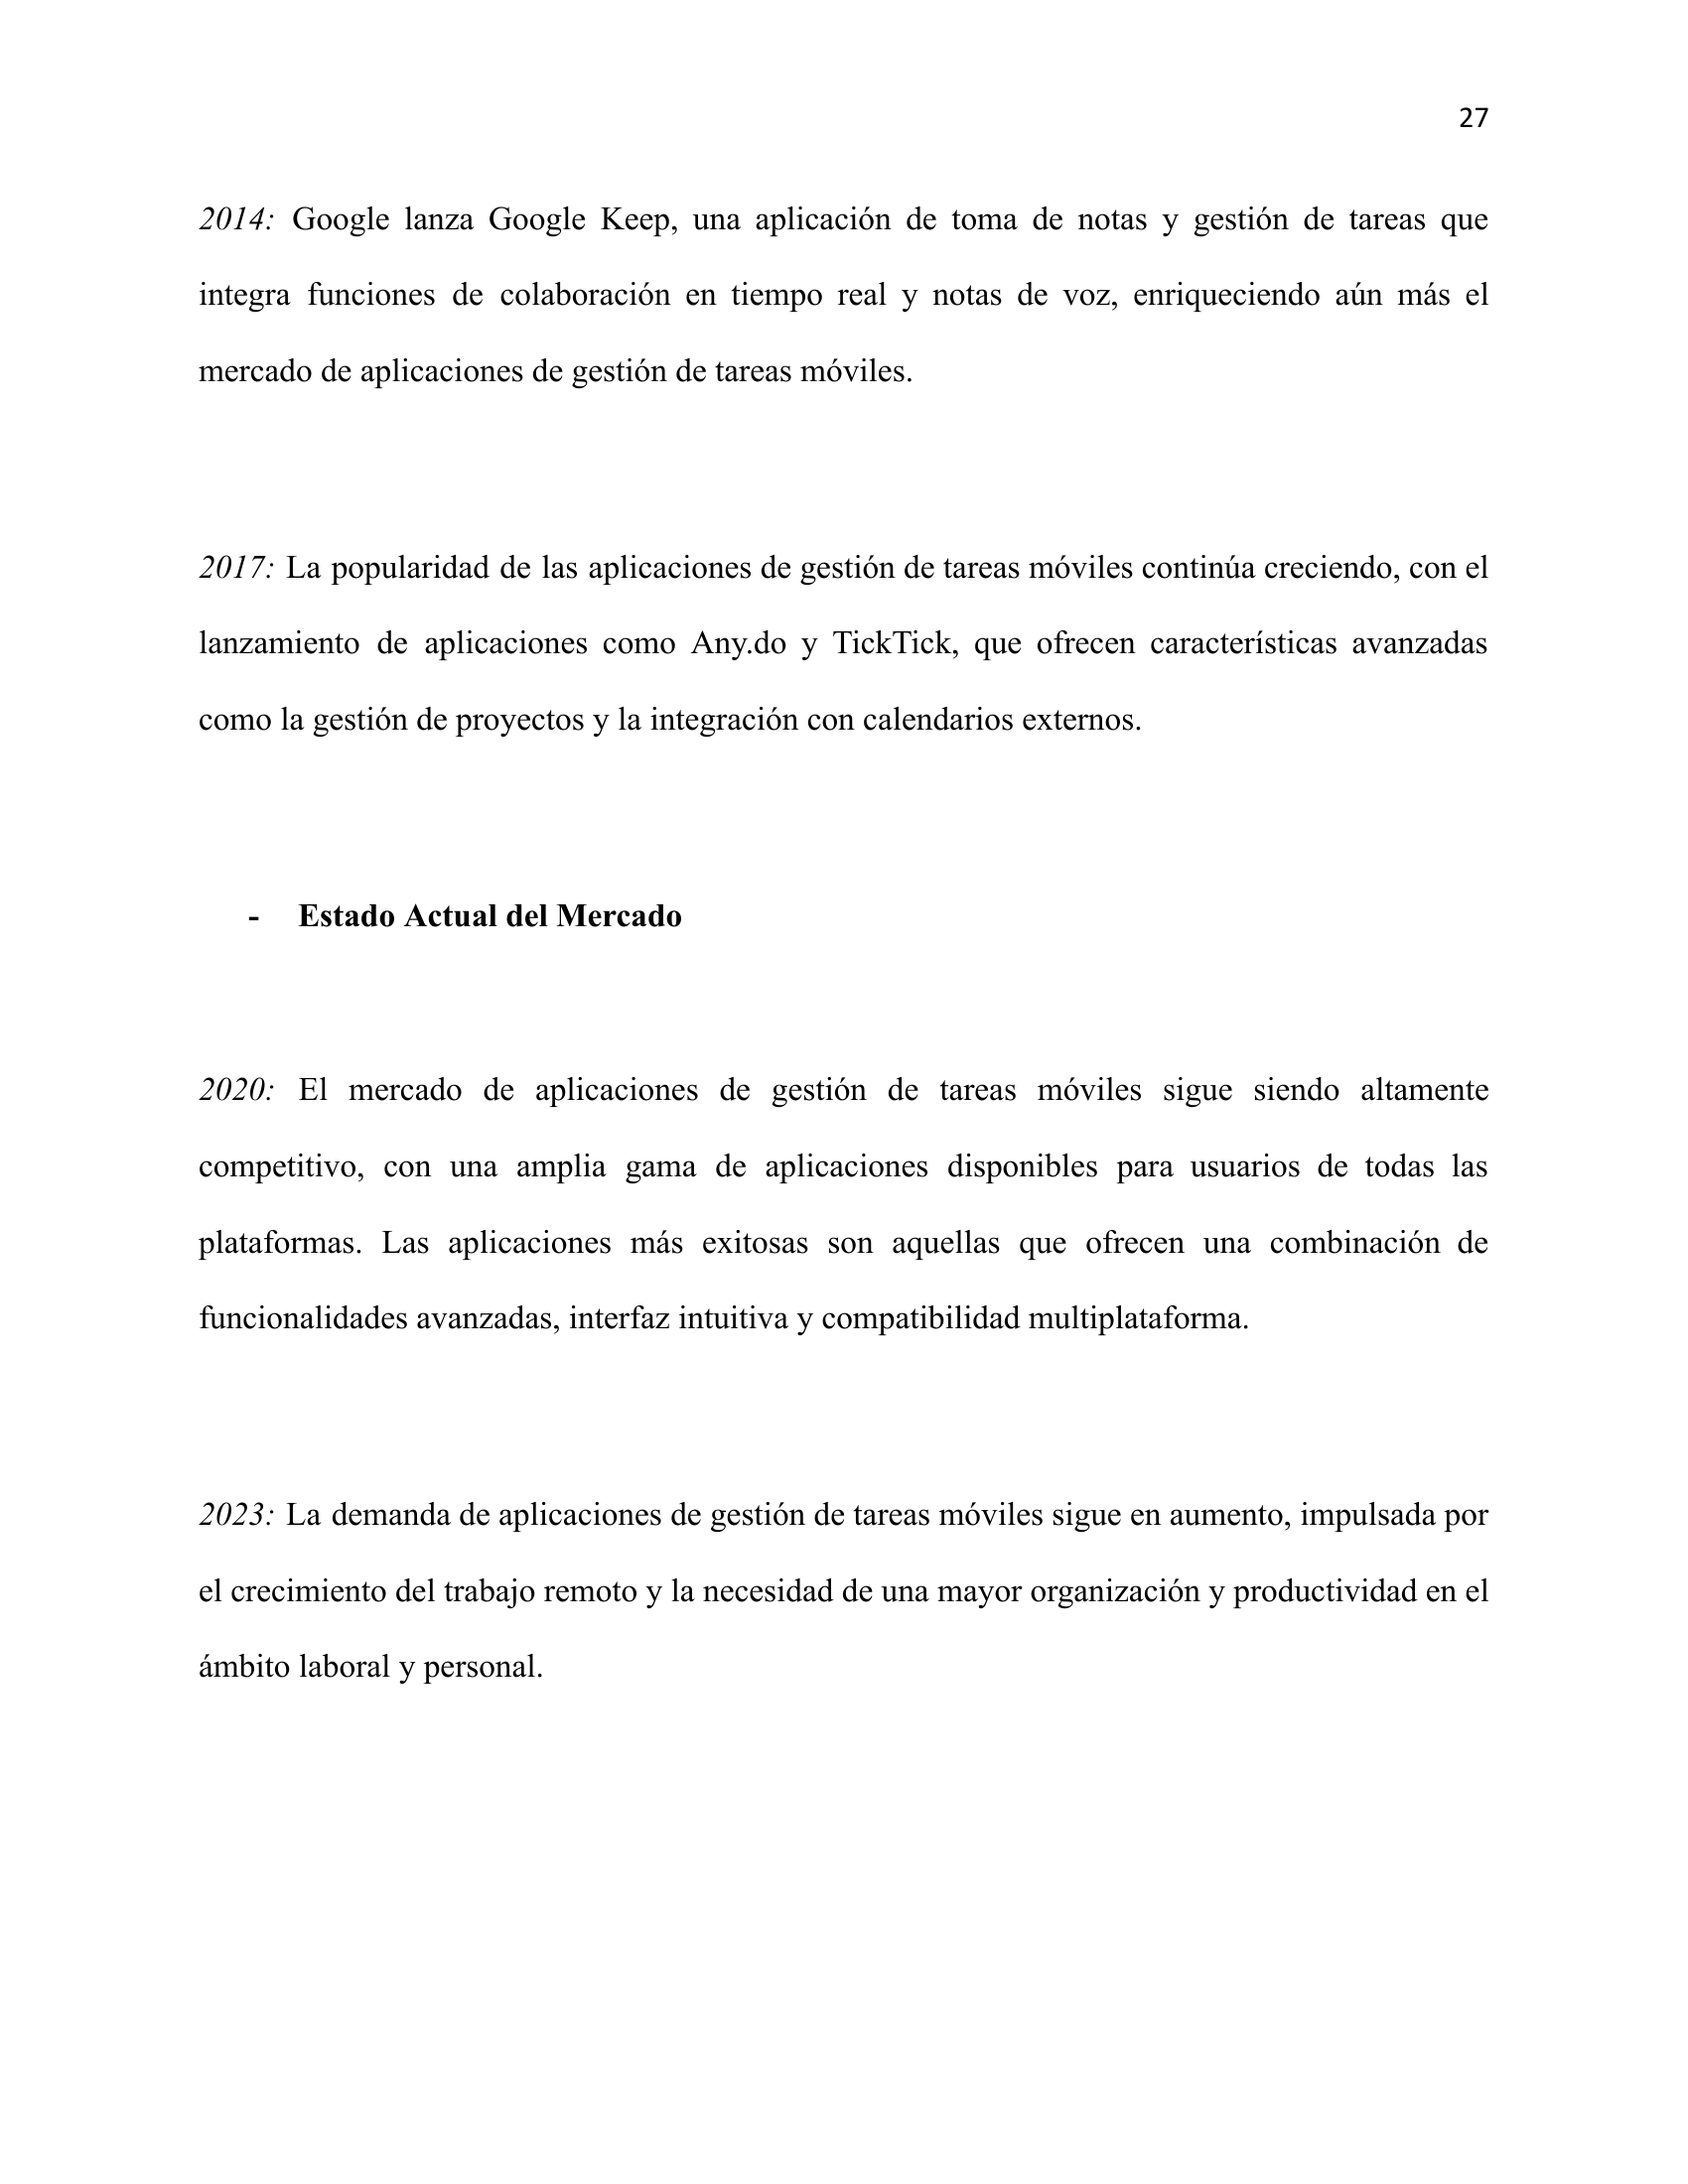 27
2014: Google lanza Google Keep, una aplicación de toma de notas y gestión de tareas que
integra funciones de colaboración en tiempo real y notas de voz, enriqueciendo aún más el
mercado de aplicaciones de gestión de tareas móviles.
2017: La popularidad de las aplicaciones de gestión de tareas móviles continúa creciendo, con el
lanzamiento de aplicaciones como Any.do y TickTick, que ofrecen características avanzadas
como la gestión de proyectos y la integración con calendarios externos.
- Estado Actual del Mercado
2020: El mercado de aplicaciones de gestión de tareas móviles sigue siendo altamente
competitivo, con una amplia gama de aplicaciones disponibles para usuarios de todas las
plataformas. Las aplicaciones más exitosas son aquellas que ofrecen una combinación de
funcionalidades avanzadas, interfaz intuitiva y compatibilidad multiplataforma.
2023: La demanda de aplicaciones de gestión de tareas móviles sigue en aumento, impulsada por
el crecimiento del trabajo remoto y la necesidad de una mayor organización y productividad en el
ámbito laboral y personal.